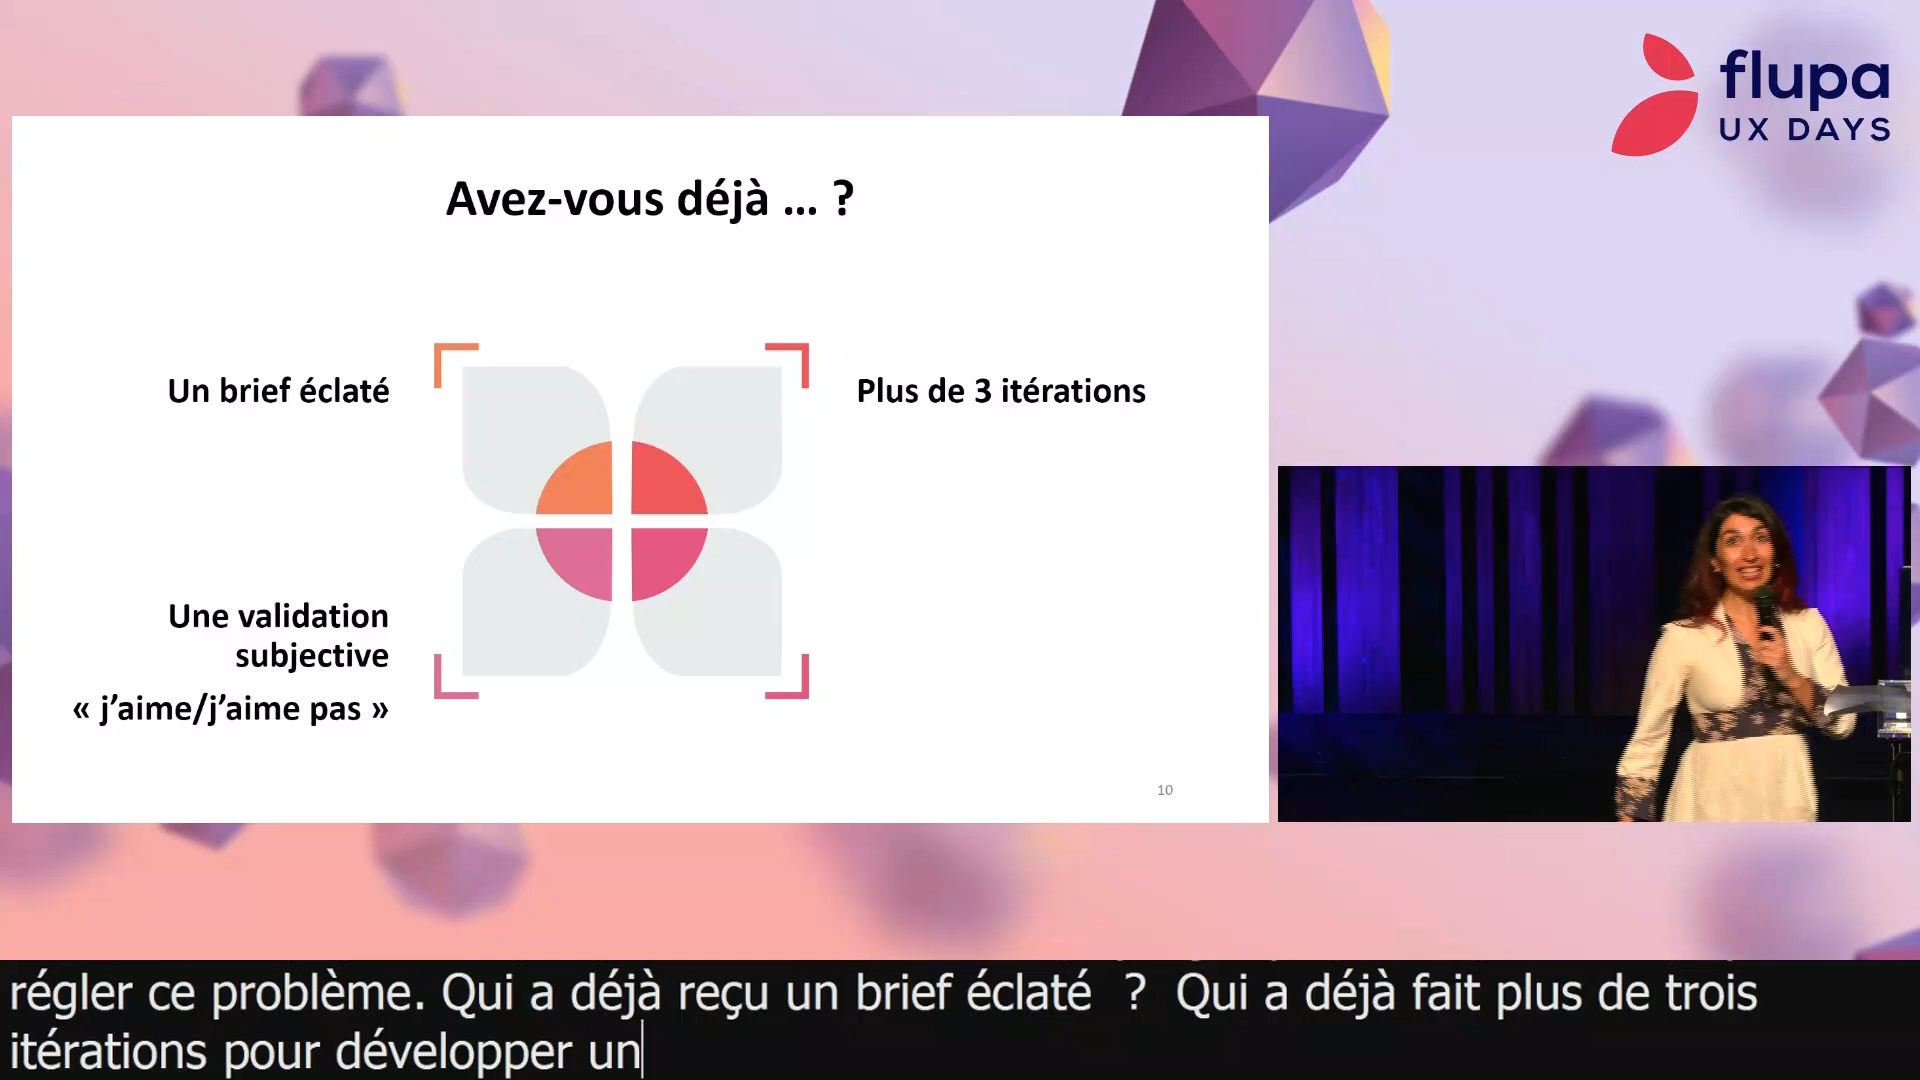 flupa
UX DAYS
Avez-vous déjà ... ?
Un brief éclaté
Plus de 3 itérations
Une validation
subjective
« j’aime/j’aime pas »
10
régler ce problème. Qui a déjà reçu un brief éclaté  ?  Qui a déjà fait plus de trois
itérations pour développer un